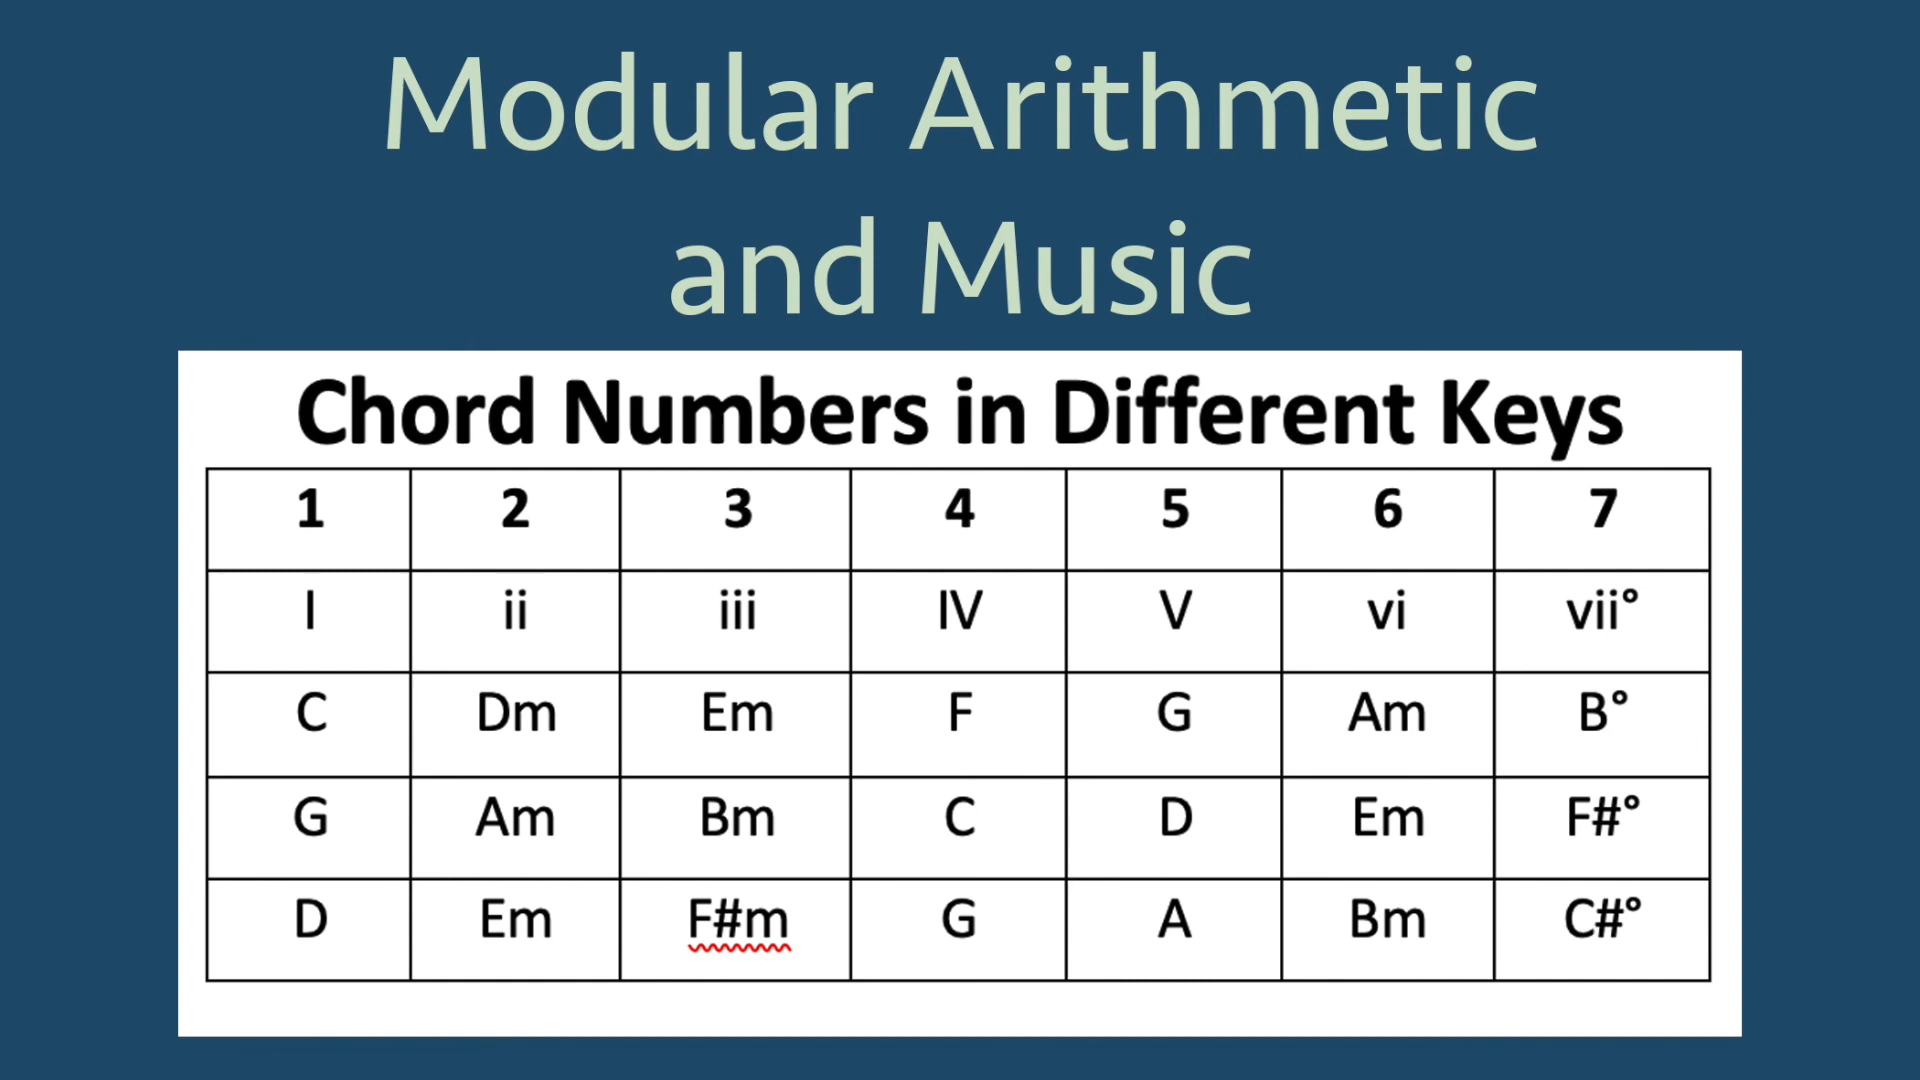 Modular Arithmetic
and Music
Chord Numbers in Different Keys
1 2 3 4 5 6 7
I ii iii IV V vi vii°
C Dm Em F G Am B°
G Am Bm C D Em F#°
D Em F#m G A Bm C#°